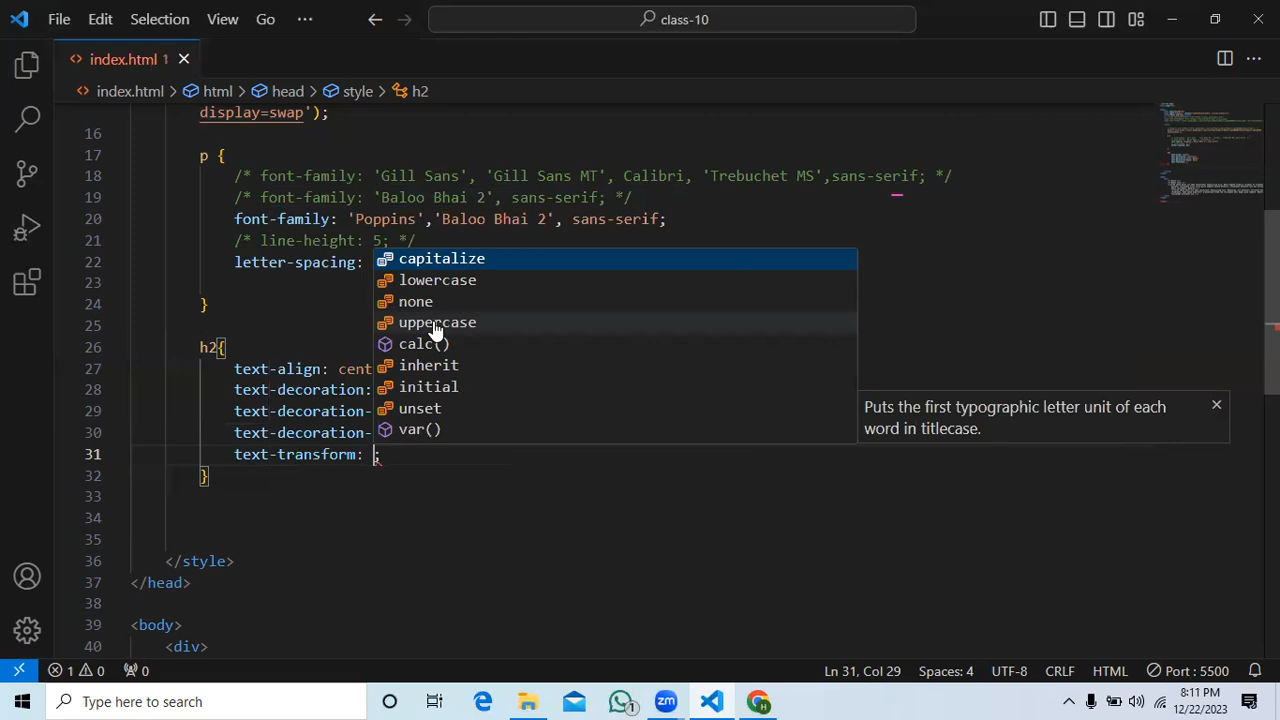 File Edit Selection View Go ··· class-10
index.html 1
index.html > html > head > style > h2
display=swap');
16
17 p {
18 /* font-family: 'Gill Sans', 'Gill Sans MT', Calibri, 'Trebuchet MS',sans-serif; */
19 /* font-family: 'Baloo Bhai 2', sans-serif; */
20 font-family: 'Poppins','Baloo Bhai 2', sans-serif;
21 /* line-height: 5; */
22 letter-spacing:
23
24 }
25
26 h2{
27 text-align: cent
28 text-decoration:
29 text-decoration-
30 text-decoration-
31 text-transform: ;
32 }
33
34
35
36 </style>
37 </head>
38
39 <body>
40 <div>
capitalize
lowercase
none
uppercase
calc()
inherit
initial
unset
var()
Puts the first typographic letter unit of each
word in titlecase.
1 0 0 Ln 31, Col 29 Spaces: 4 UTF-8 CRLF HTML Port : 5500
Type here to search 1 zm 8:11 PM
12/22/2023